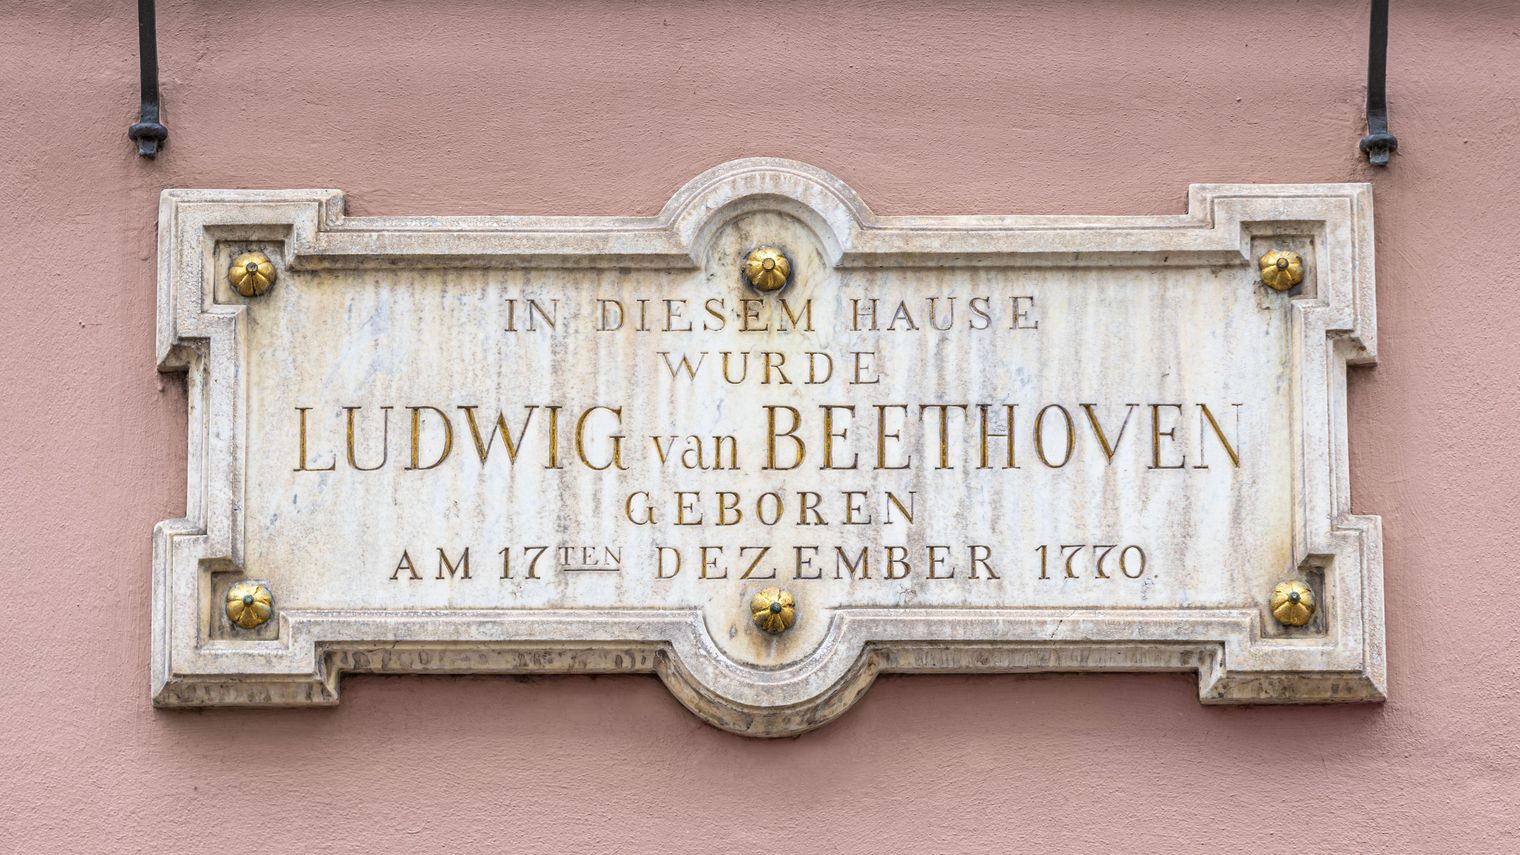 IN DIESEM HAUSE
WURDE
LUDWIG van BEETHOVEN
GEBOREN
AM 17TEN DEZEMBER 1770